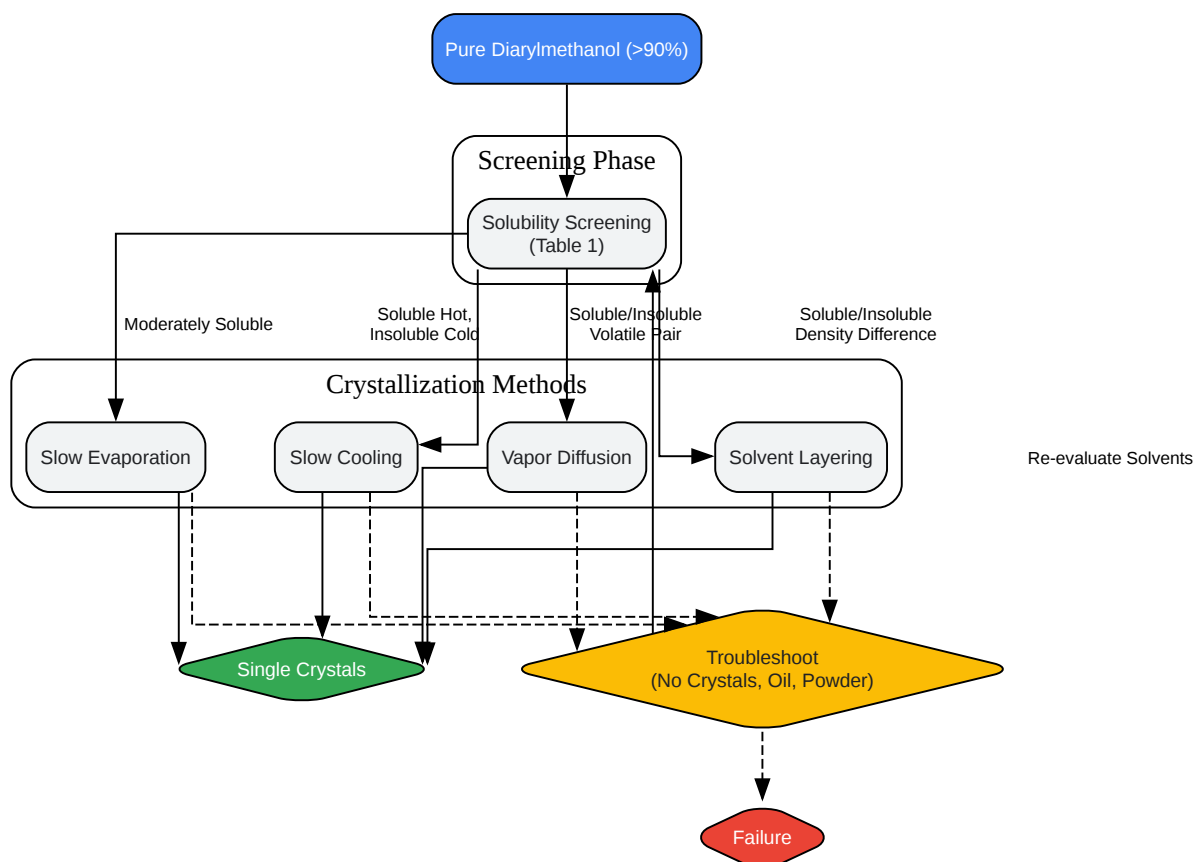 Pure Diarylmethanol (>90%)
Screening Phase
Solubility Screening
(Table 1)
Moderately Soluble
Soluble Hot,
Insoluble Cold
Soluble/Insoluble
Volatile Pair
Soluble/Insoluble
Density Difference
Crystallization Methods
Slow Evaporation
Slow Cooling
Vapor Diffusion
Solvent Layering
Re-evaluate Solvents
Single Crystals
Troubleshoot
(No Crystals, Oil, Powder)
Failure